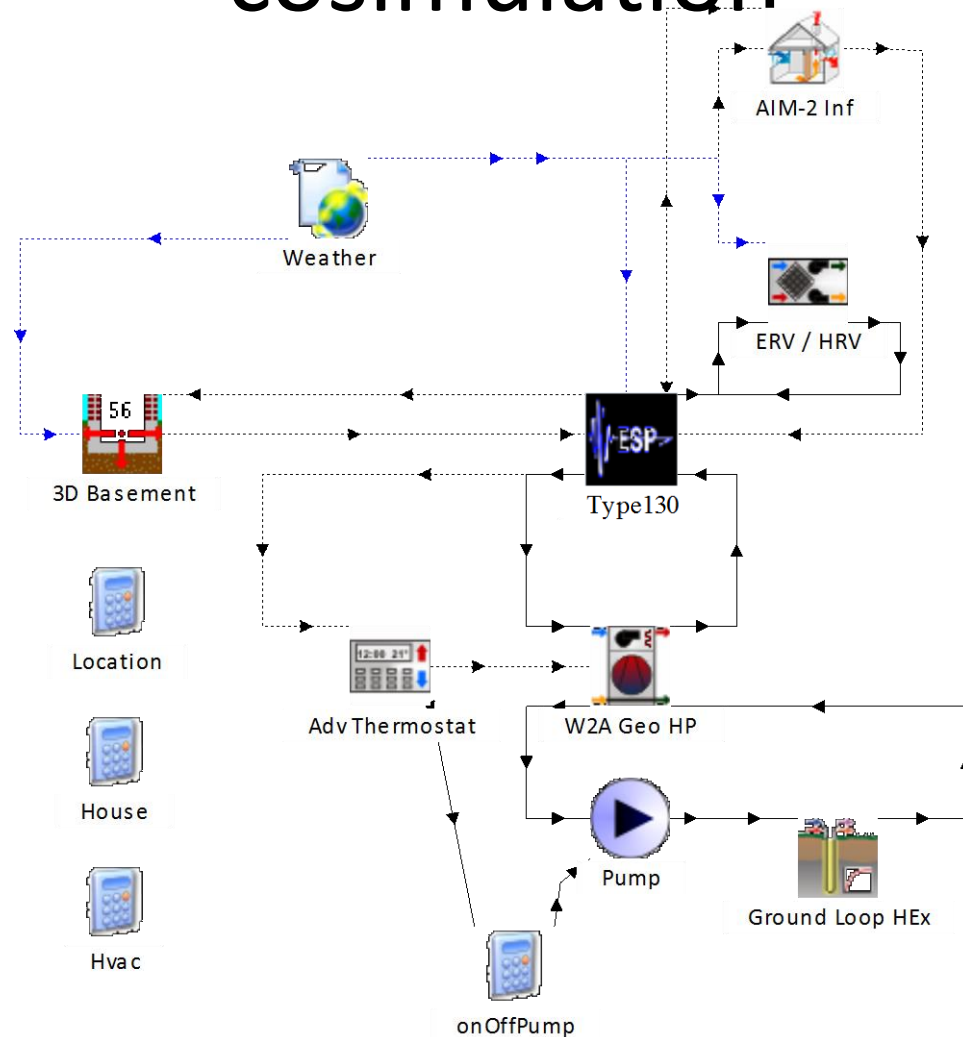 cosimulation
AIM-2 Inf
Weather
ERV / HRV
56
ESP
3D Basement
Type130
Location
12:00 21°
Adv Thermostat
W2A Geo HP
House
Pump
Ground Loop HEx
Hvac
onOffPump